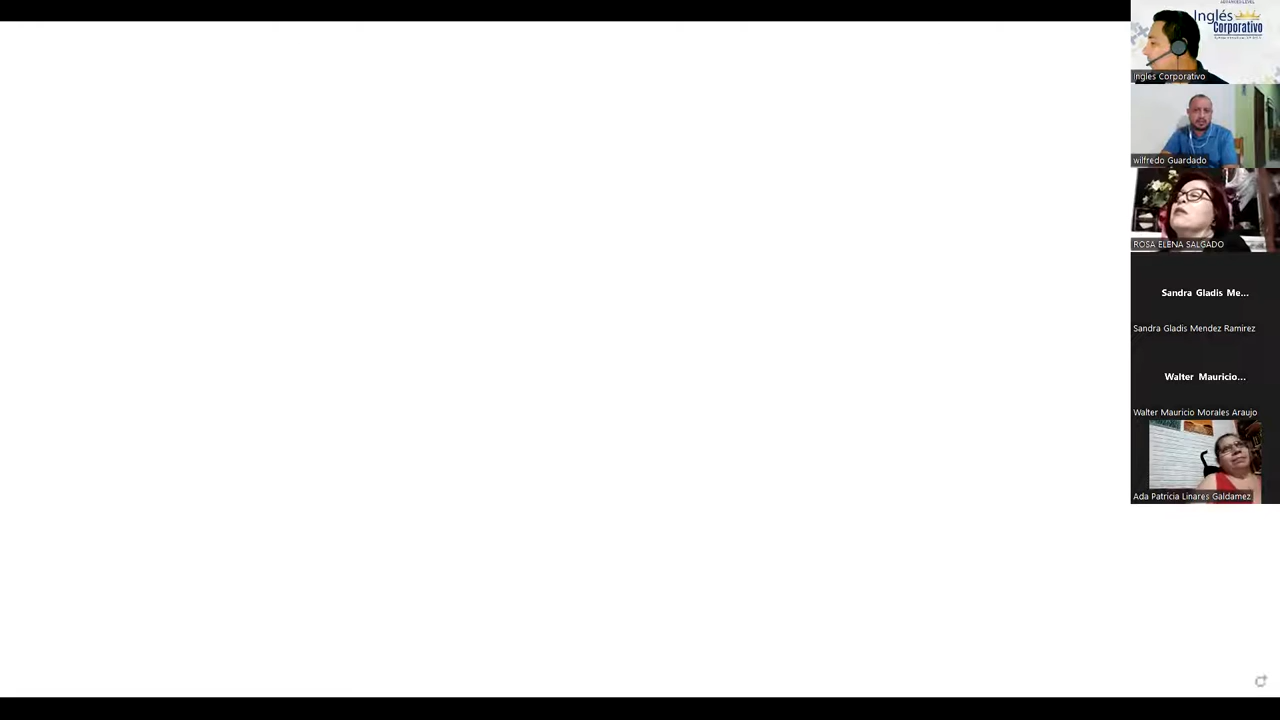 Inglés
Corporativo
Ingles Corporativo
wilfredo Guardado
ROSA ELENA SALGADO
Sandra Gladis Me...
Sandra Gladis Mendez Ramirez
Walter Mauricio...
Walter Mauricio Morales Araujo
Ada Patricia Linares Galdamez